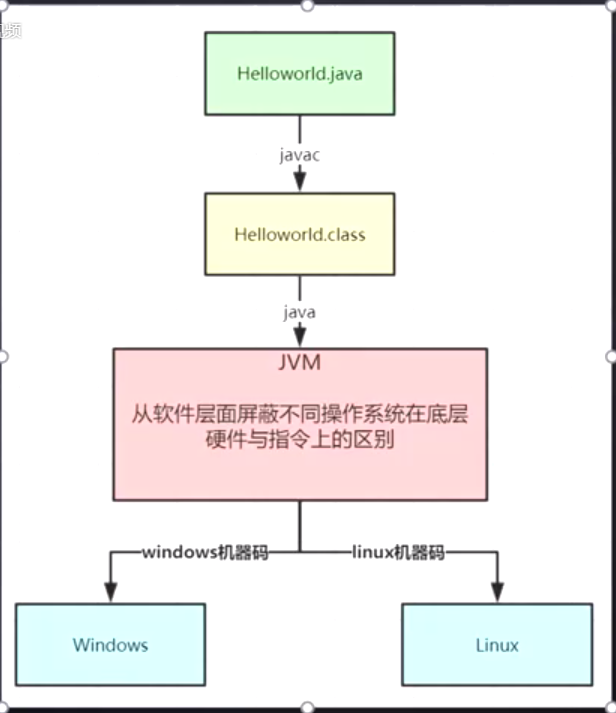 视频
Helloworld.java
javac
Helloworld.class
java
JVM
从软件层面屏蔽不同操作系统在底层
硬件与指令上的区别
windows机器码
linux机器码
Windows
Linux